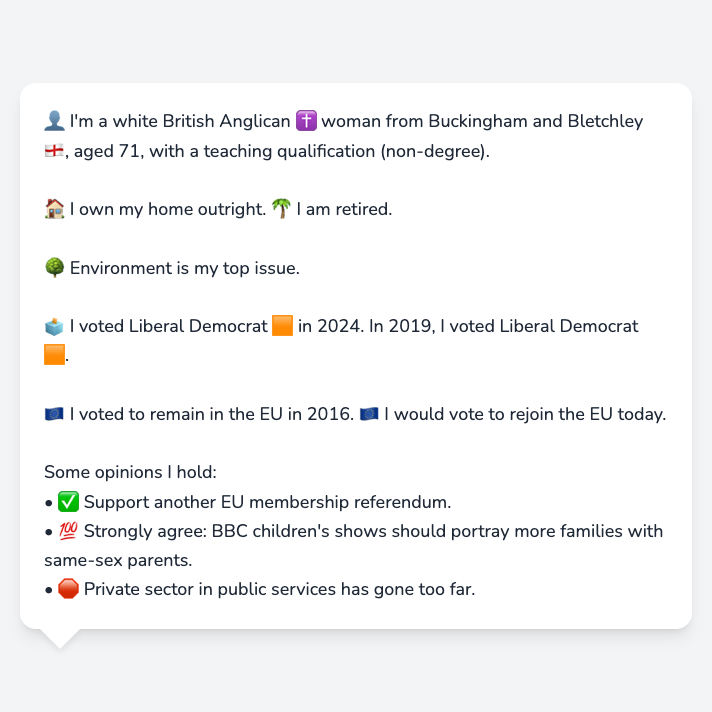 👤 I'm a white British Anglican ✝️ woman from Buckingham and Bletchley
🏴󠁧󠁢󠁥󠁮󠁧󠁿, aged 71, with a teaching qualification (non-degree).
🏠 I own my home outright. 🌴 I am retired.
🌳 Environment is my top issue.
🗳️ I voted Liberal Democrat 🟧 in 2024. In 2019, I voted Liberal Democrat
🟧.
🇪🇺 I voted to remain in the EU in 2016. 🇪🇺 I would vote to rejoin the EU today.
Some opinions I hold:
• ✅ Support another EU membership referendum.
• 💯 Strongly agree: BBC children's shows should portray more families with
same-sex parents.
• 🛑 Private sector in public services has gone too far.